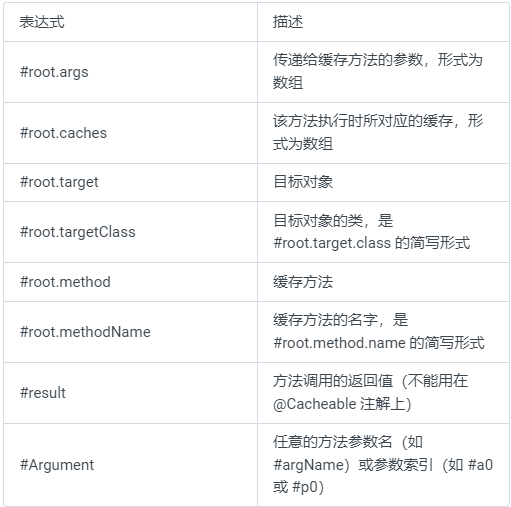 表达式 描述
#root.args 传递给缓存方法的参数，形式为
数组
#root.caches 该方法执行时所对应的缓存，形
式为数组
#root.target 目标对象
#root.targetClass 目标对象的类，是
#root.target.class 的简写形式
#root.method 缓存方法
#root.methodName 缓存方法的名字，是
#root.method.name 的简写形式
#result 方法调用的返回值（不能用在
@Cacheable 注解上）
#Argument 任意的方法参数名（如
#argName）或参数索引（如 #a0
或 #p0）